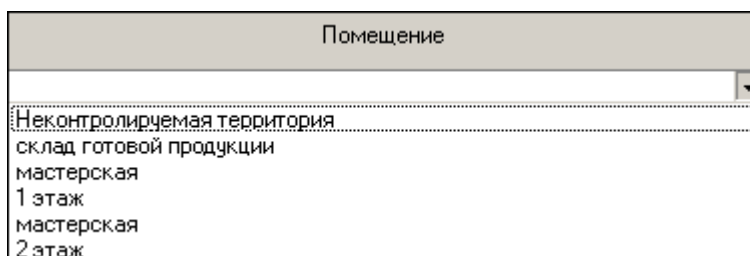 Помещение
Неконтролируемая территория
склад готовой продукции
мастерская
1 этаж
мастерская
2 этаж